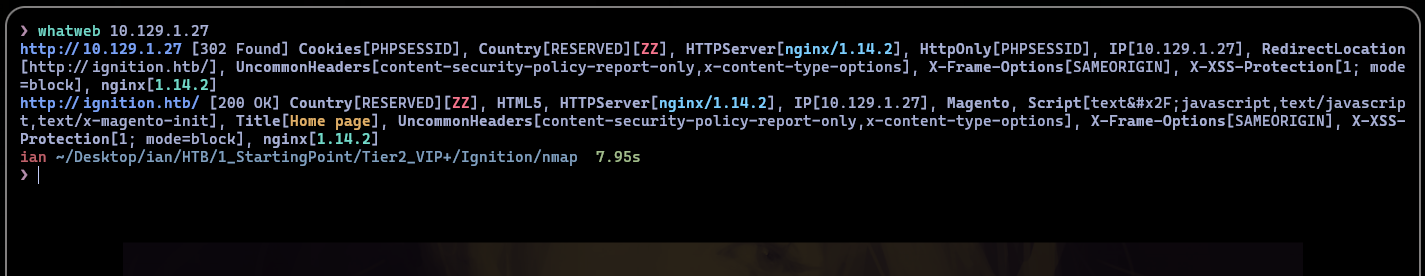 ❯ whatweb 10.129.1.27
http://10.129.1.27 [302 Found] Cookies[PHPSESSID], Country[RESERVED][ZZ], HTTPServer[nginx/1.14.2], HttpOnly[PHPSESSID], IP[10.129.1.27], RedirectLocation
[http://ignition.htb/], UncommonHeaders[content-security-policy-report-only,x-content-type-options], X-Frame-Options[SAMEORIGIN], X-XSS-Protection[1; mode
=block], nginx[1.14.2]
http://ignition.htb/ [200 OK] Country[RESERVED][ZZ], HTML5, HTTPServer[nginx/1.14.2], IP[10.129.1.27], Magento, Script[text&#x2F;javascript,text/javascrip
t,text/x-magento-init], Title[Home page], UncommonHeaders[content-security-policy-report-only,x-content-type-options], X-Frame-Options[SAMEORIGIN], X-XSS-
Protection[1; mode=block], nginx[1.14.2]
ian ~/Desktop/ian/HTB/1_StartingPoint/Tier2_VIP+/Ignition/nmap 7.95s
❯